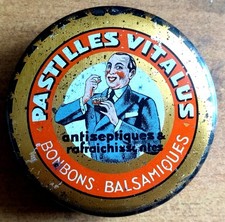 PASTILLES VITALUS
antiseptiques &
rafraichissantes
BONBONS BALSAMIQUES